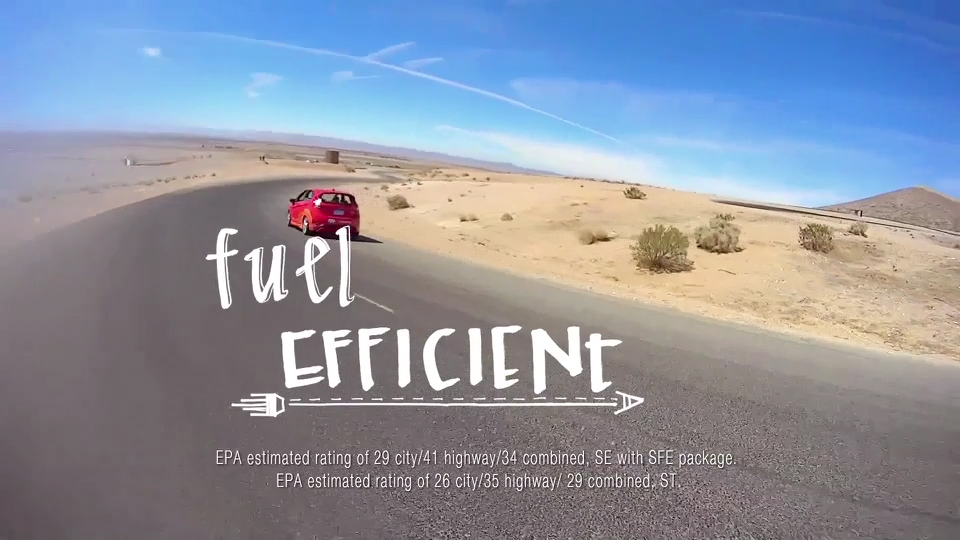 fuel
EFFICIENt
EPA estimated rating of 29 city/41 highway/34 combined, SE with SFE package.
EPA estimated rating of 26 city/35 highway/ 29 combined, ST.